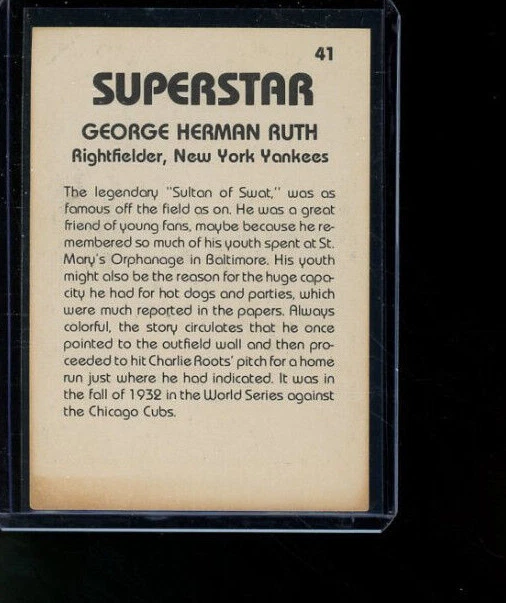 41
SUPERSTAR
GEORGE HERMAN RUTH
Rightfielder, New York Yankees
The legendary "Sultan of Swat," was as
famous off the field as on. He was a great
friend of young fans, maybe because he re-
membered so much of his youth spent at St.
Mary's Orphanage in Baltimore. His youth
might also be the reason for the huge capa-
city he had for hot dogs and parties, which
were much reported in the papers. Always
colorful, the story circulates that he once
pointed to the outfield wall and then pro-
ceeded to hit Charlie Roots' pitch for a home
run just where he had indicated. It was in
the fall of 1932 in the World Series against
the Chicago Cubs.